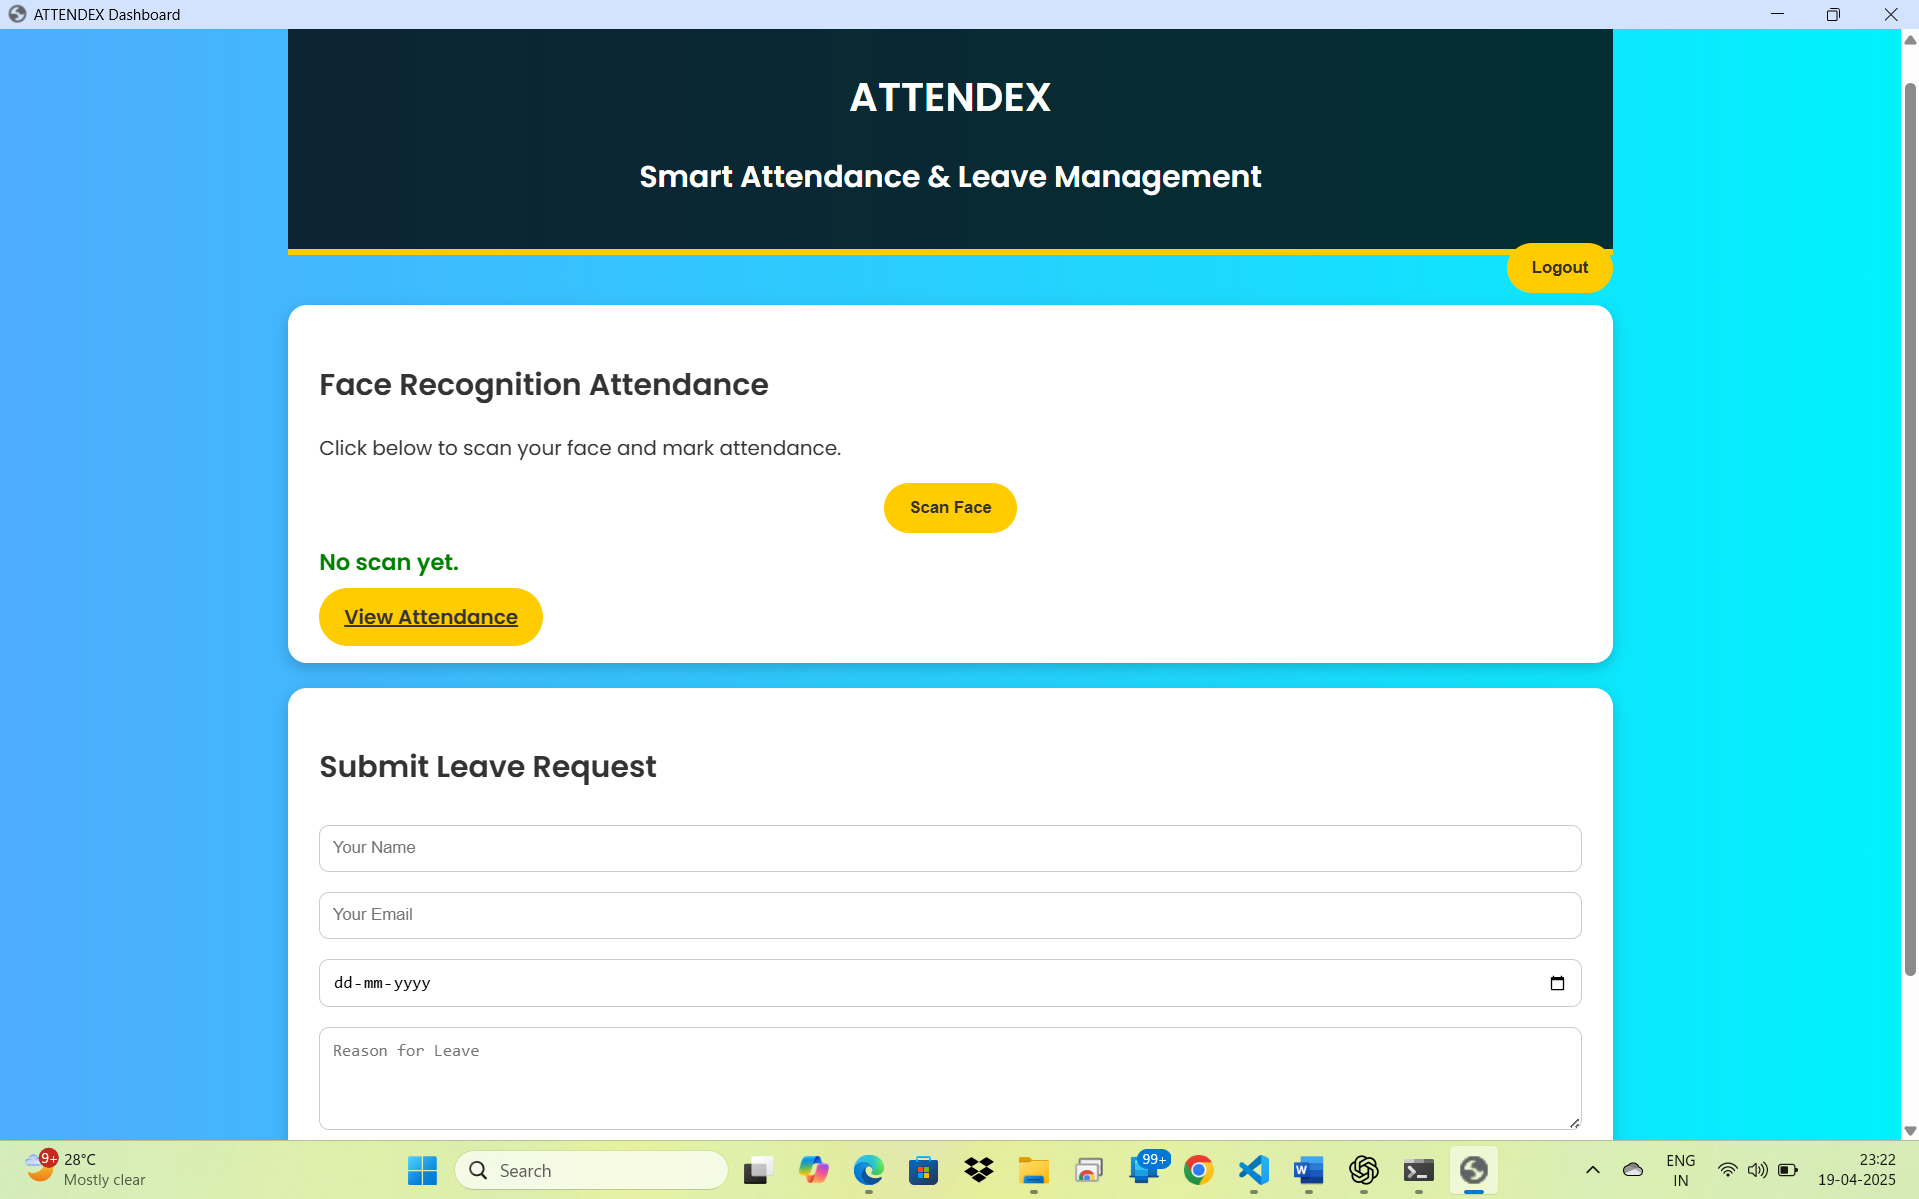 ATTENDEX Dashboard
ATTENDEX
Smart Attendance & Leave Management
Logout
Face Recognition Attendance
Click below to scan your face and mark attendance.
Scan Face
No scan yet.
View Attendance
Submit Leave Request
Your Name
Your Email
dd-mm-yyyy
Reason for Leave
9+
28°C
Mostly clear
Search
99+
W
ENG
IN
23:22
19-04-2025